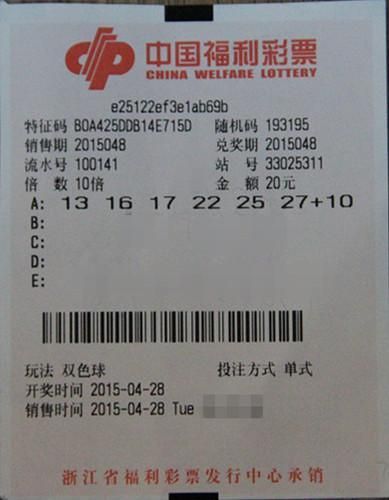 中国福利彩票
CHINA WELFARE LOTTERY
e25122ef3e1ab69b
特征码 B0A425DDB14E715D 随机码 193195
销售期 2015048 兑奖期 2015048
流水号 100141 站 号 33025311
倍 数 10倍 金 额 20元
A: 13 16 17 22 25 27+10
B:
C:
D:
E:
玩法 双色球 投注方式 单式
开奖时间 2015-04-28
销售时间 2015-04-28 Tue
浙江省福利彩票发行中心承销